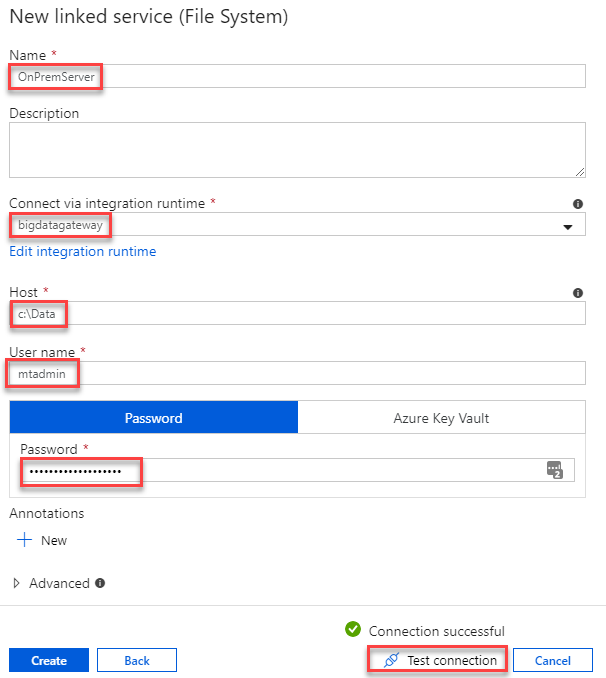 New linked service (File System)
Name *
OnPremServer
Description
Connect via integration runtime *
bigdatagateway
Edit integration runtime
Host *
c:\Data
User name *
mtadmin
Password
Azure Key Vault
Password *
•••••••••••••••••••
2
Annotations
New
Advanced
Connection successful
Create
Back
Test connection
Cancel